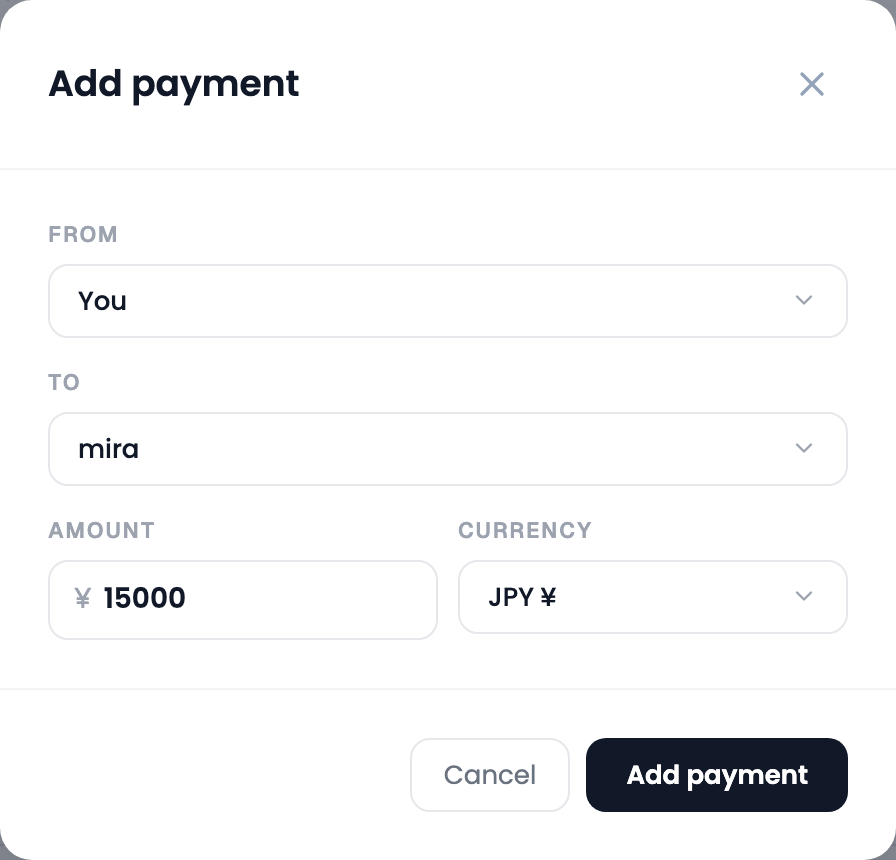 Add payment
FROM
You
TO
mira
AMOUNT
CURRENCY
¥ 15000
JPY ¥
Cancel
Add payment